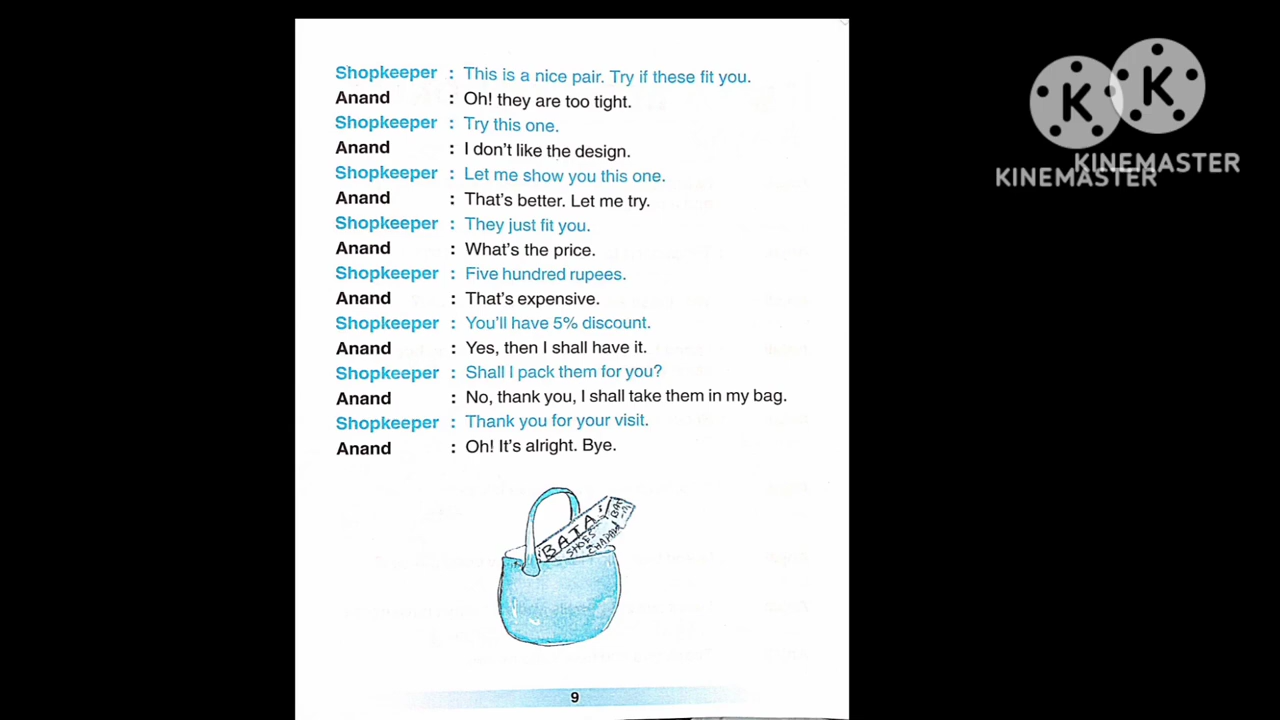 Shopkeeper : This is a nice pair. Try if these fit you.
Anand : Oh! they are too tight.
Shopkeeper : Try this one.
Anand : I don't like the design.
Shopkeeper : Let me show you this one.
Anand : That's better. Let me try.
Shopkeeper : They just fit you.
Anand : What's the price.
Shopkeeper : Five hundred rupees.
Anand : That's expensive.
Shopkeeper : You'll have 5% discount.
Anand : Yes, then I shall have it.
Shopkeeper : Shall I pack them for you?
Anand : No, thank you, I shall take them in my bag.
Shopkeeper : Thank you for your visit.
Anand : Oh! It's alright. Bye.
BATA
SHOES
9
K
KINEMASTER
K
KINEMASTER